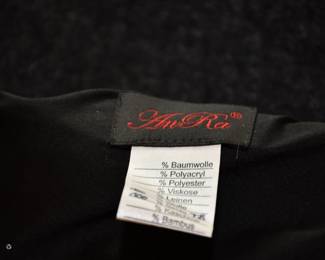 AnRa®
% Baumwolle
% Polyacryl
% Polyester
% Viskose
% Leinen
% Bambus